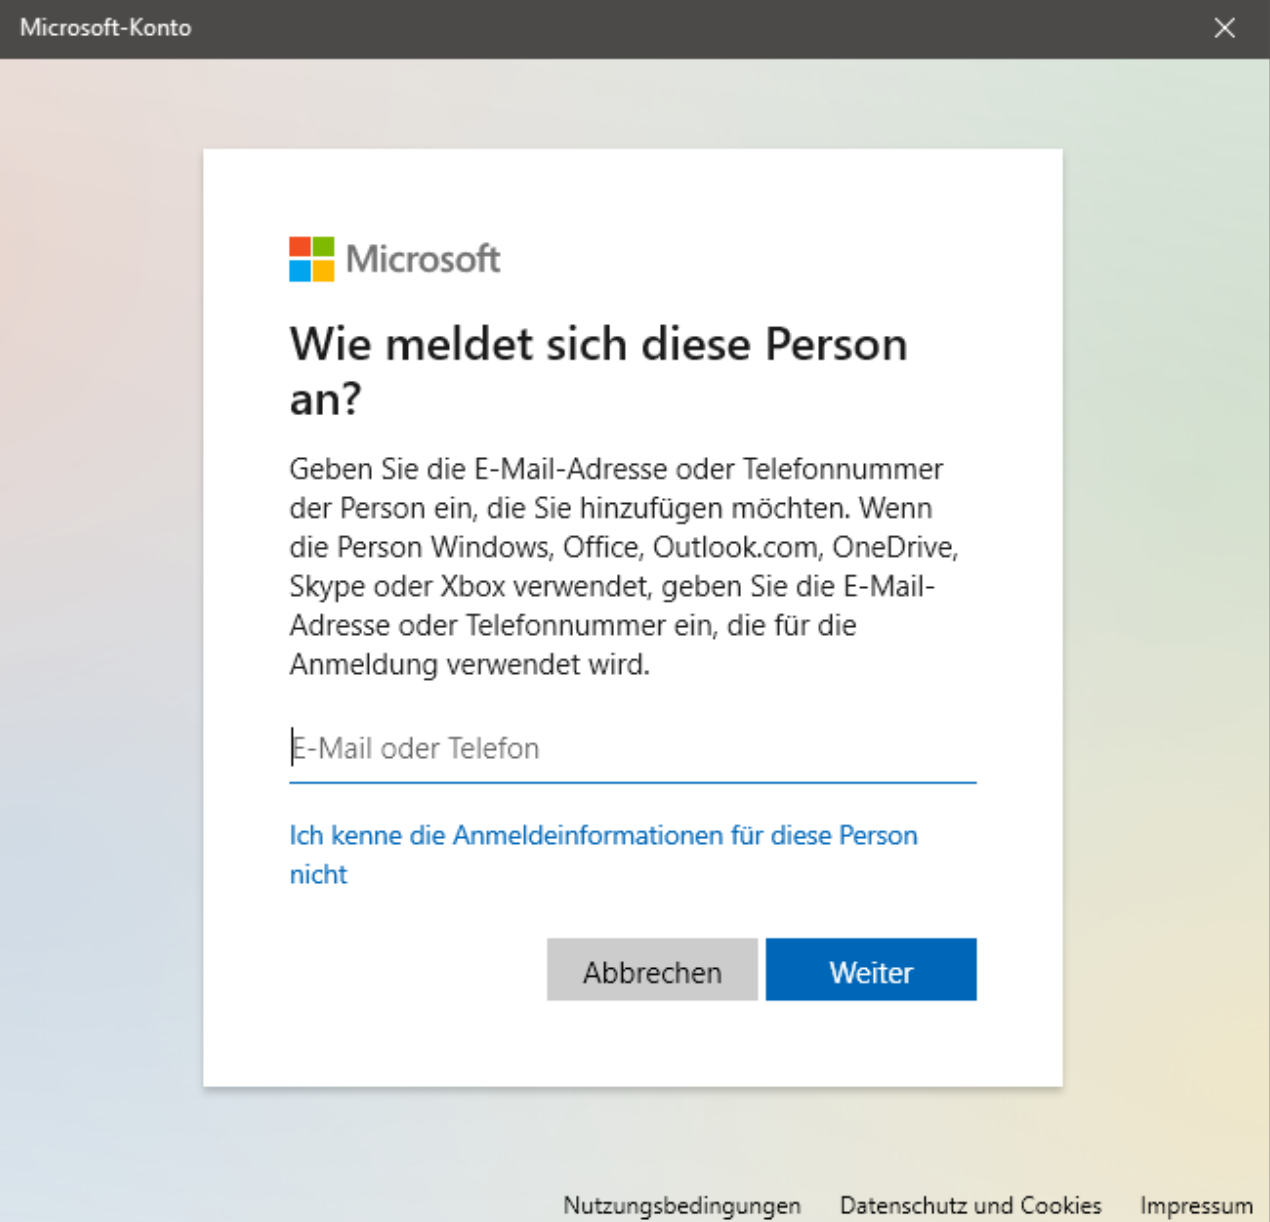 Microsoft-Konto
Microsoft
Wie meldet sich diese Person
an?
Geben Sie die E-Mail-Adresse oder Telefonnummer
der Person ein, die Sie hinzufügen möchten. Wenn
die Person Windows, Office, Outlook.com, OneDrive,
Skype oder Xbox verwendet, geben Sie die E-Mail-
Adresse oder Telefonnummer ein, die für die
Anmeldung verwendet wird.
E-Mail oder Telefon
Ich kenne die Anmeldeinformationen für diese Person
nicht
Abbrechen Weiter
Nutzungsbedingungen Datenschutz und Cookies Impressum